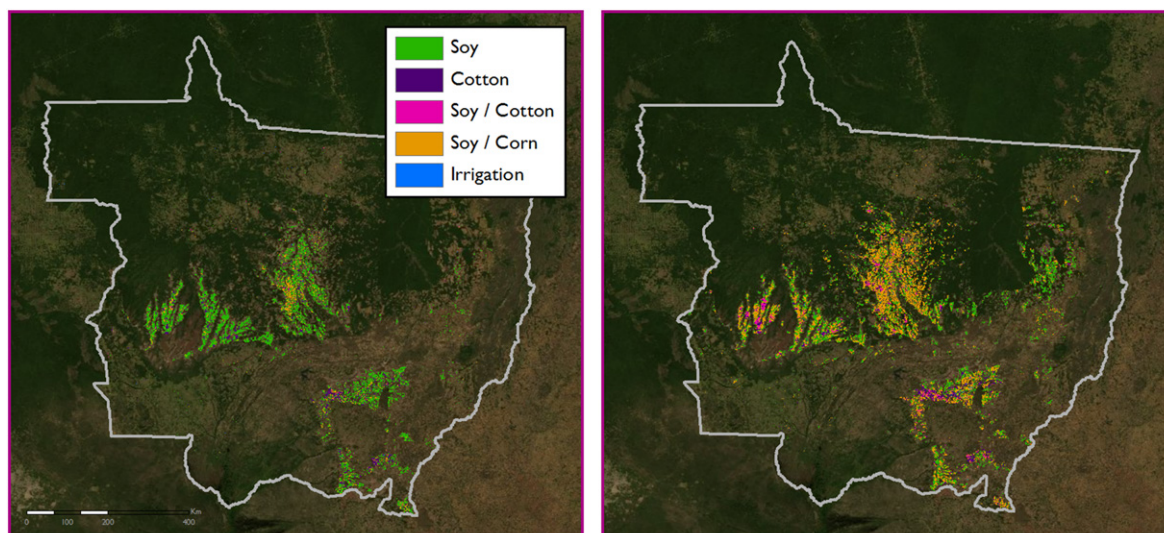 Soy
Cotton
Soy / Cotton
Soy / Corn
Irrigation
Km
0 100 200 400